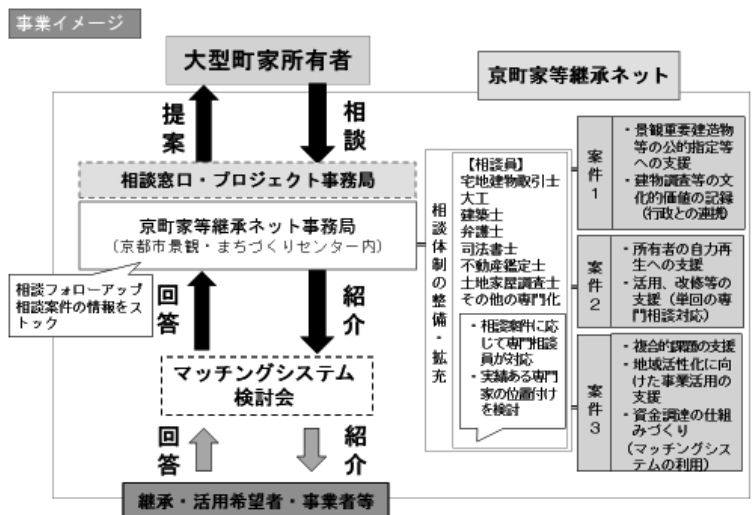 事業イメージ
大型町家所有者
京町家等継承ネット
提案
相談
相談窓口・プロジェクト事務局
京町家等継承ネット事務局
(京都市景観・まちづくりセンター内)
相談フォローアップ
相談案件の情報をス
トック
回答
紹介
マッチングシステム
検討会
回答
紹介
継承・活用希望者・事業者等
相談体制の整備・拡充
【相談員】
宅地建物取引士
大工
建築士
弁護士
司法書士
不動産鑑定士
土地家屋調査士
その他の専門化
・相談案件に応
じて専門相談
員が対応
・実績ある専門
家の位置付け
を検討
案件1
・景観重要建造物
等の公的指定等
への支援
・建物調査等の文
化的価値の記録
(行政との連携)
案件2
・所有者の自力再
生への支援
・活用、改修等の
支援(単回の専
門相談対応)
案件3
・複合的課題の支援
・地域活性化に向
けた事業活用の
支援
・資金調達の仕組
みづくり
(マッチングシス
テムの利用)